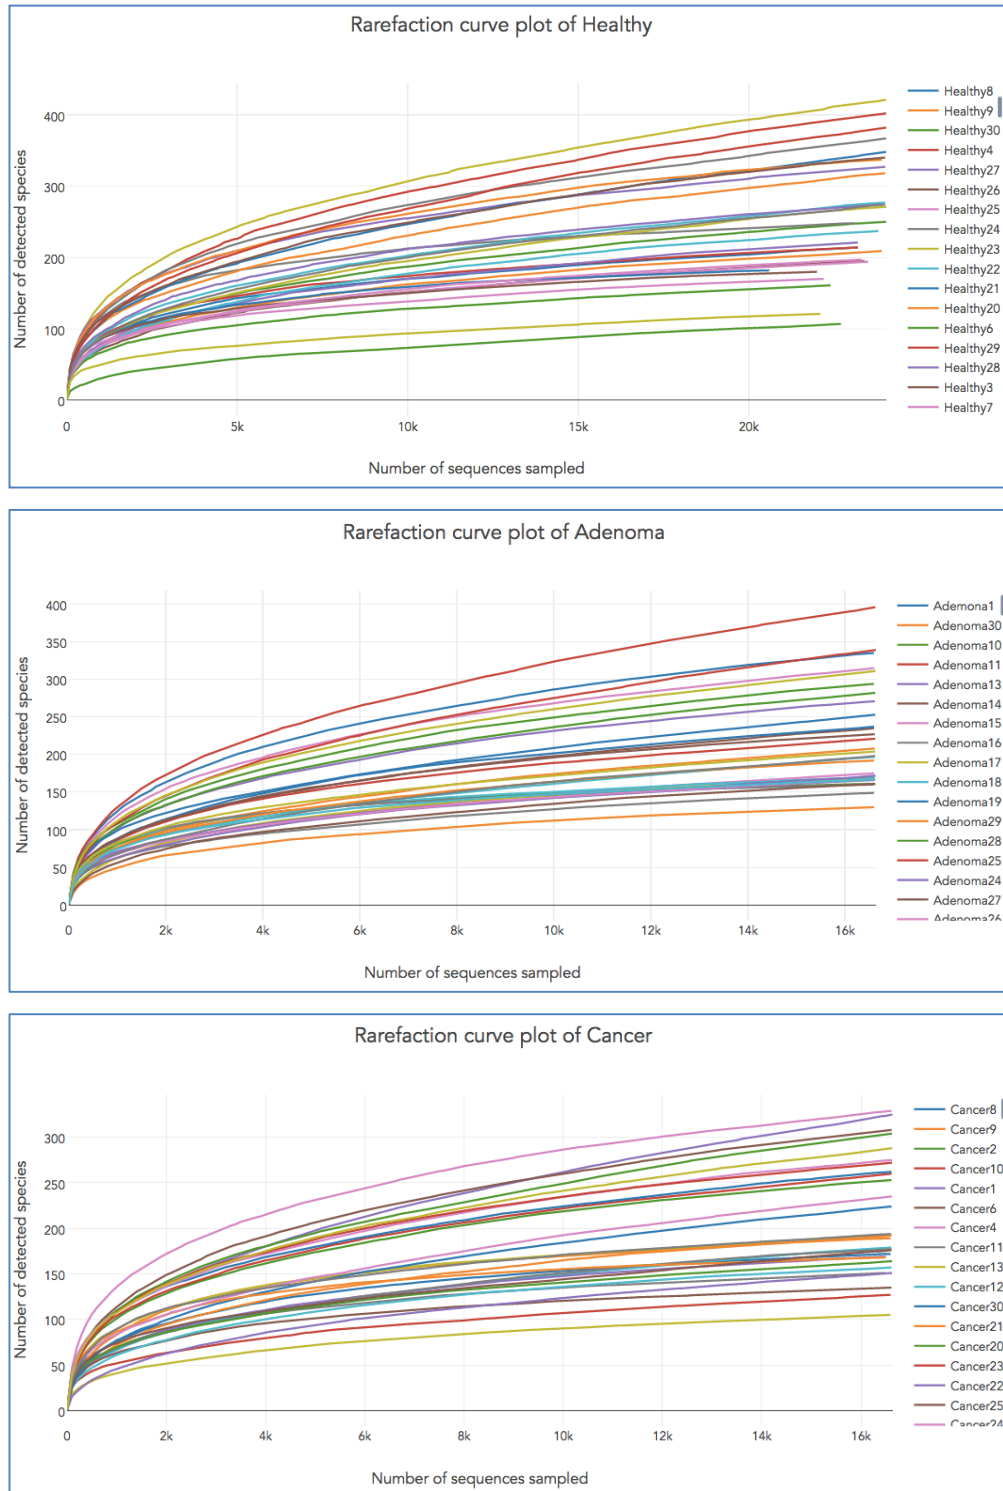 Rarefaction curve plot of Healthy
Number of detected species
400
300
200
100
0
0
5k
10k
15k
20k
Number of sequences sampled
Healthy8
Healthy9
Healthy30
Healthy4
Healthy27
Healthy26
Healthy25
Healthy24
Healthy23
Healthy22
Healthy21
Healthy20
Healthy6
Healthy29
Healthy28
Healthy3
Healthy7
Rarefaction curve plot of Adenoma
Number of detected species
400
350
300
250
200
150
100
50
0
0
2k
4k
6k
8k
10k
12k
14k
16k
Number of sequences sampled
Ademona1
Adenoma30
Adenoma10
Adenoma11
Adenoma13
Adenoma14
Adenoma15
Adenoma16
Adenoma17
Adenoma18
Adenoma19
Adenoma29
Adenoma28
Adenoma25
Adenoma24
Adenoma27
Adenoma26
Rarefaction curve plot of Cancer
Number of detected species
300
250
200
150
100
50
0
0
2k
4k
6k
8k
10k
12k
14k
16k
Number of sequences sampled
Cancer8
Cancer9
Cancer2
Cancer10
Cancer1
Cancer6
Cancer4
Cancer11
Cancer13
Cancer12
Cancer30
Cancer21
Cancer20
Cancer23
Cancer22
Cancer25
Cancer24